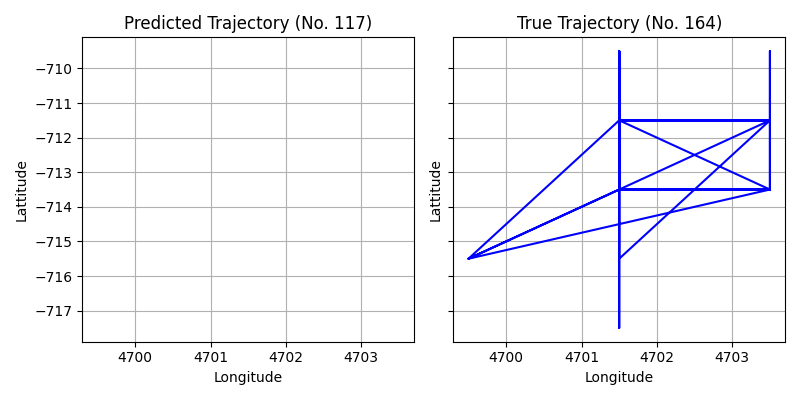 Predicted Trajectory (No. 117)
−710
−711
−712
−713
−714
−715
−716
−717
Lattitude
4700 4701 4702 4703
Longitude
True Trajectory (No. 164)
Lattitude
4700 4701 4702 4703
Longitude